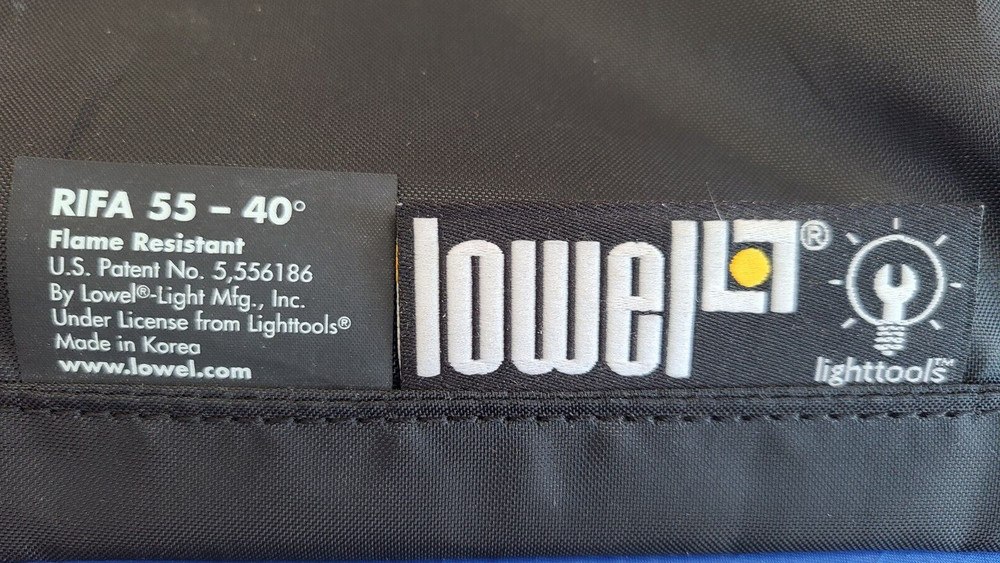 RIFA 55 – 40°
Flame Resistant
U.S. Patent No. 5,556186
By Lowel®-Light Mfg., Inc.
Under License from Lighttools®
Made in Korea
www.lowel.com
lowel®
lighttools™